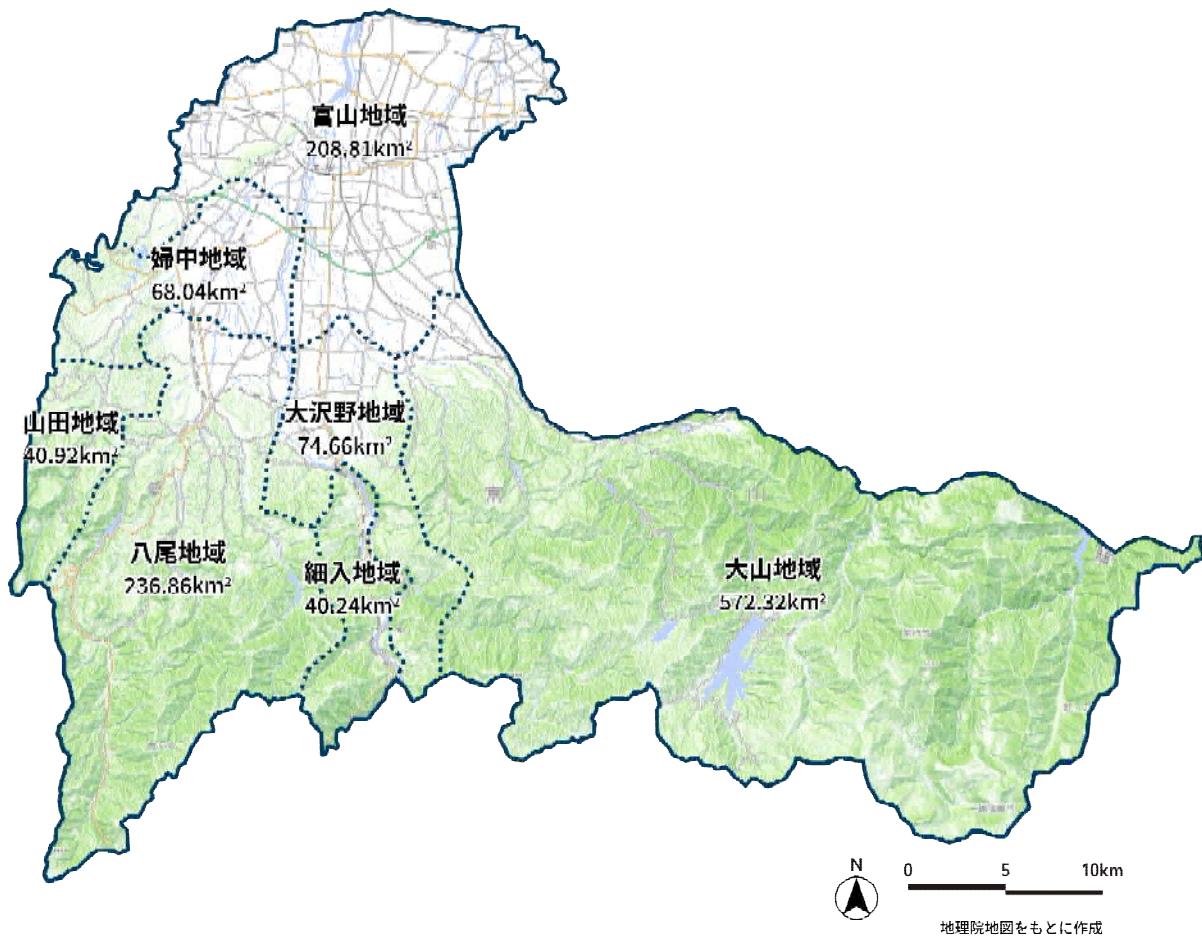 富山地域
208.81km²
婦中地域
68.04km²
山田地域
40.92km²
大沢野地域
74.66km²
八尾地域
236.86km²
細入地域
40.24km²
大山地域
572.32km²
N
0 5 10km
地理院地図をもとに作成